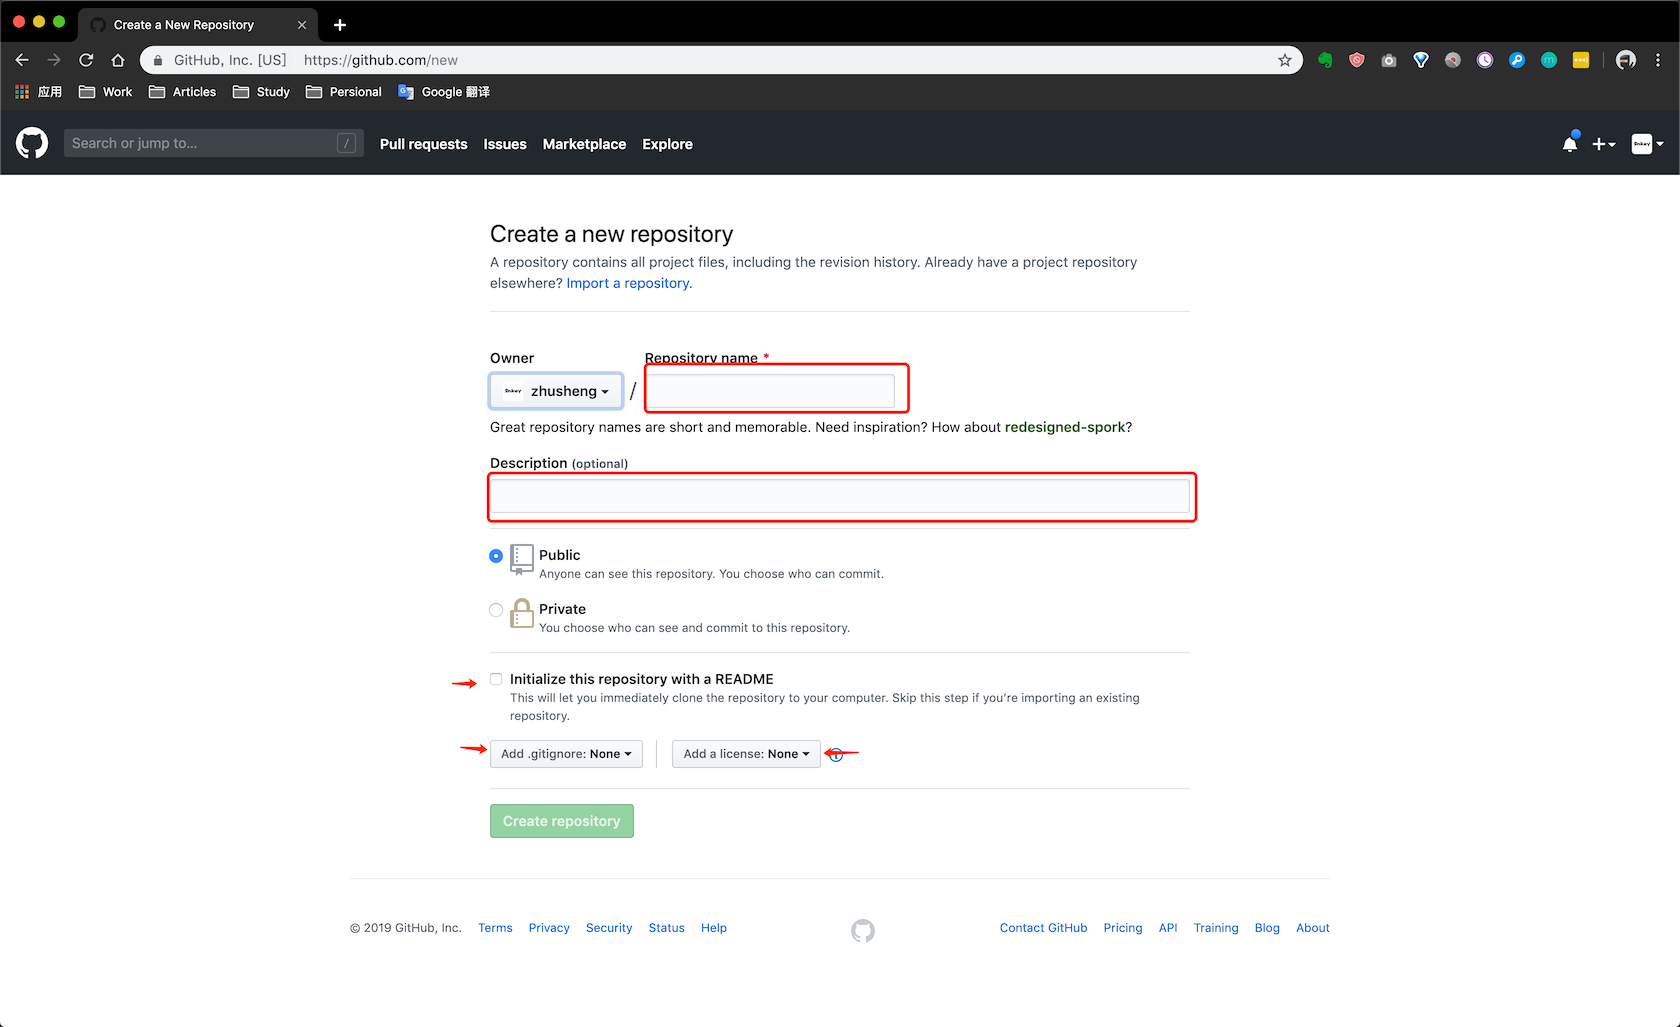 Create a New Repository
GitHub, Inc. [US] https://github.com/new
应用 Work Articles Study Persional Google 翻译
Search or jump to... / Pull requests Issues Marketplace Explore
Create a new repository
A repository contains all project files, including the revision history. Already have a project repository
elsewhere? Import a repository.
Owner Repository name *
zhusheng / 
Great repository names are short and memorable. Need inspiration? How about redesigned-spork?
Description (optional)
Public
Anyone can see this repository. You choose who can commit.
Private
You choose who can see and commit to this repository.
Initialize this repository with a README
This will let you immediately clone the repository to your computer. Skip this step if you’re importing an existing
repository.
Add .gitignore: None Add a license: None
Create repository
© 2019 GitHub, Inc. Terms Privacy Security Status Help Contact GitHub Pricing API Training Blog About